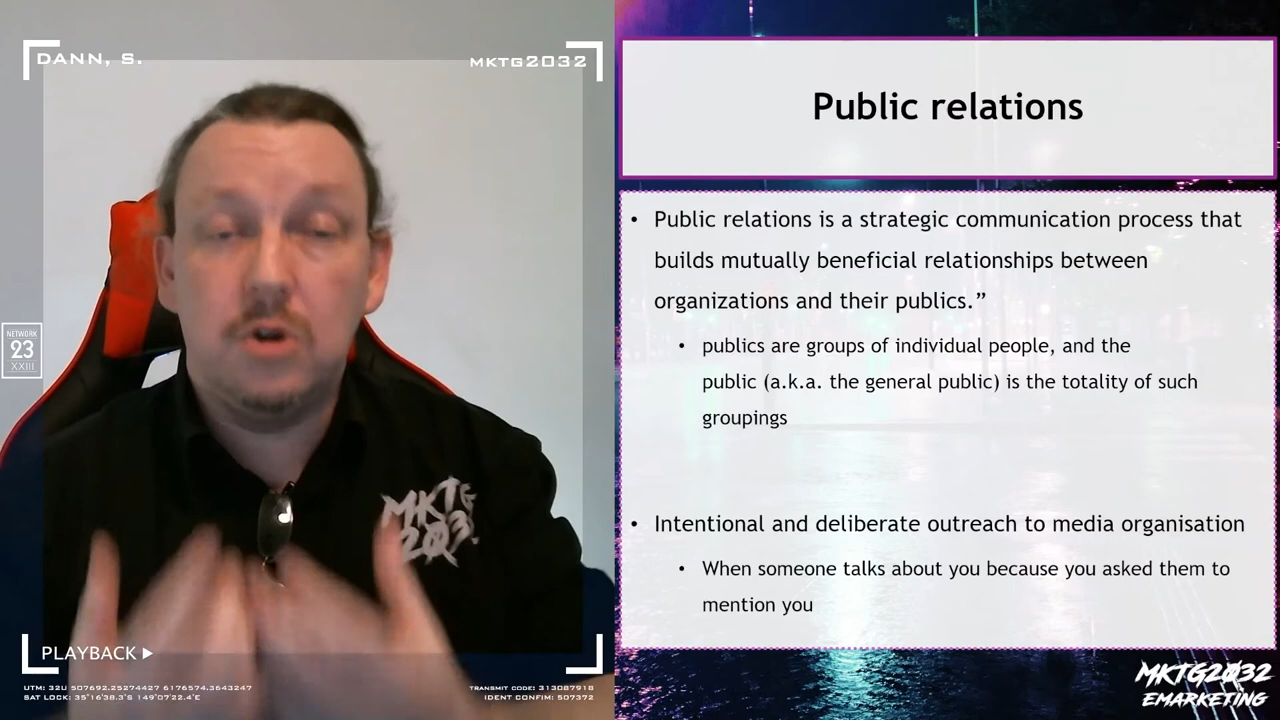 DANN, S.
MKTG2032
NETWORK
23
XXIII
MKTG
203
PLAYBACK
UTM: 32U 507692.25274427 6176574.3643247
SAT LOCK: 35°16'38.3"S 149°07'22.4"E
TRANSMIT CODE: 313087918
IDENT CONFIM: 507372
Public relations
• Public relations is a strategic communication process that
builds mutually beneficial relationships between
organizations and their publics.”
• publics are groups of individual people, and the
public (a.k.a. the general public) is the totality of such
groupings
• Intentional and deliberate outreach to media organisation
• When someone talks about you because you asked them to
mention you
MKTG2032
EMARKETING